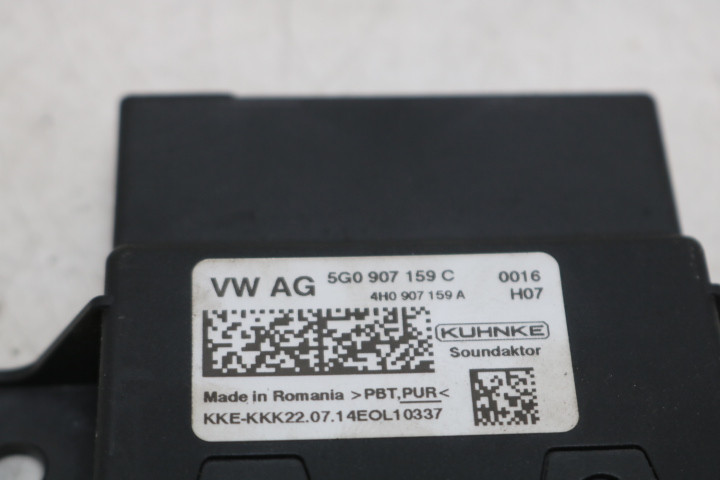 VW AG 5G0 907 159 C 0016
4H0 907 159 A H07
KUHNKE
Soundaktor
Made in Romania >PBT,PUR<
KKE-KKK22.07.14EOL10337